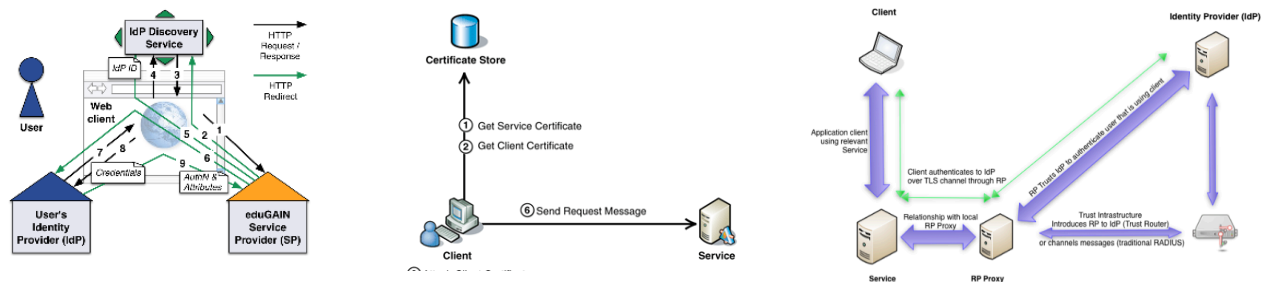 IdP Discovery
Service
HTTP
Request /
Response
HTTP
Redirect
IdP ID
4
3
User
Web
client
5
2
1
7
8
6
9
Credentials
AuthN &
Attributes
User's
Identity
Provider (IdP)
eduGAIN
Service
Provider (SP)
Certificate Store
1 Get Service Certificate
2 Get Client Certificate
6 Send Request Message
Client
Service
Client
Identity Provider (IdP)
Application client
using relevant
Service
RP Trusts IdP to authenticate user that is using client
Client authenticates to IdP
over TLS channel through RP
Relationship with local
RP Proxy
Trust Infrastructure
Introduces RP to IdP (Trust Router)
or channels messages (traditional RADIUS)
Service
RP Proxy